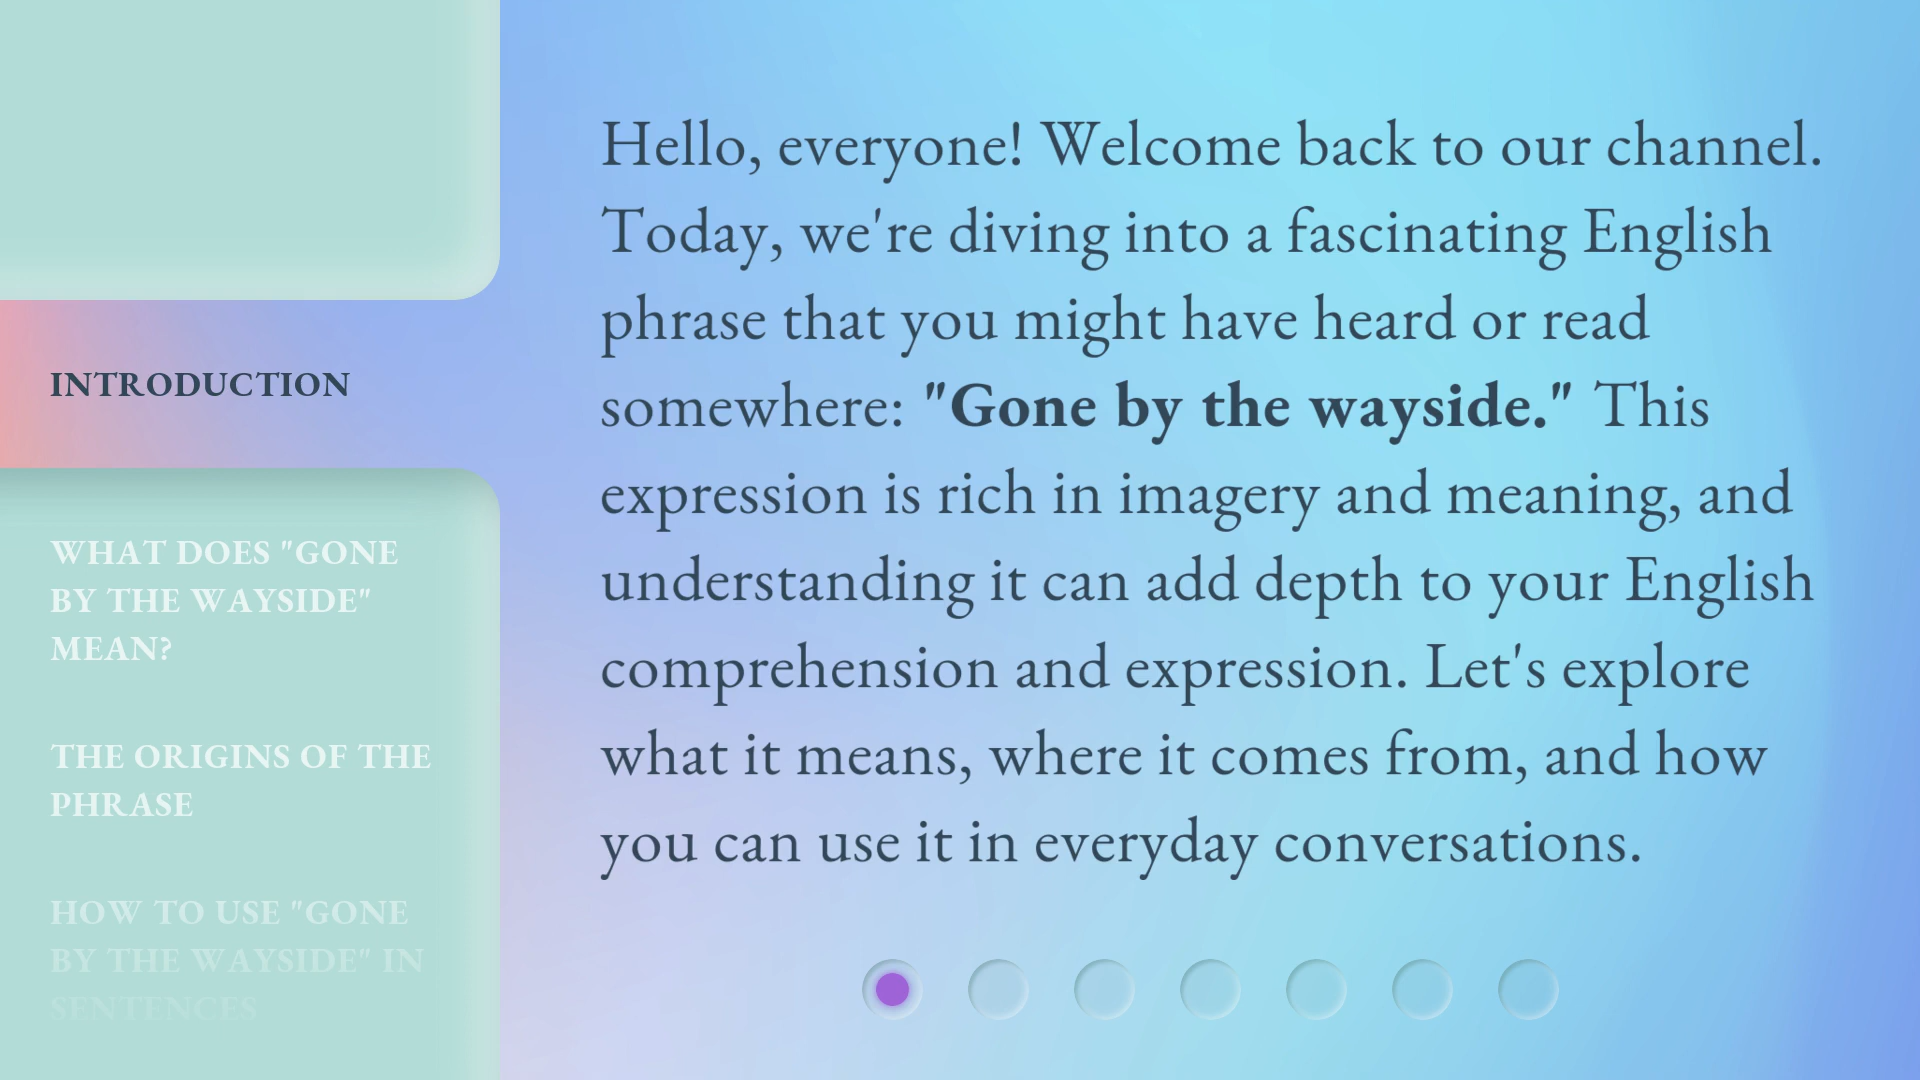 INTRODUCTION
WHAT DOES "GONE
BY THE WAYSIDE"
MEAN?
THE ORIGINS OF THE
PHRASE
HOW TO USE "GONE
BY THE WAYSIDE" IN
SENTENCES
Hello, everyone! Welcome back to our channel.
Today, we're diving into a fascinating English
phrase that you might have heard or read
somewhere: "Gone by the wayside." This
expression is rich in imagery and meaning, and
understanding it can add depth to your English
comprehension and expression. Let's explore
what it means, where it comes from, and how
you can use it in everyday conversations.